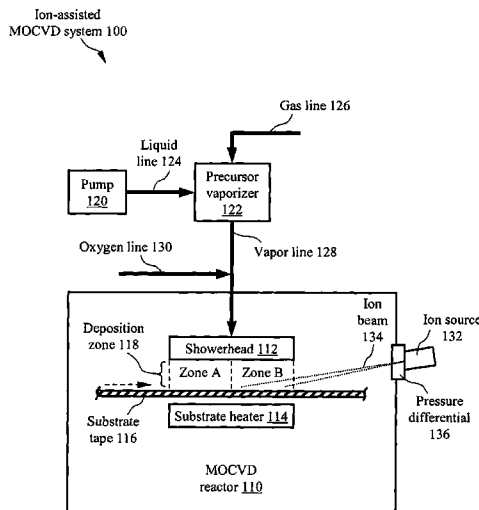 Ion-assisted
MOCVD system 100
Gas line 126
Liquid
line 124
Pump
120
Precursor
vaporizer
122
Oxygen line 130
Vapor line 128
Deposition
zone 118
Showerhead 112
Ion
beam
134
Ion source
132
Zone A
Zone B
Substrate
tape 116
Substrate heater 114
Pressure
differential
136
MOCVD
reactor 110